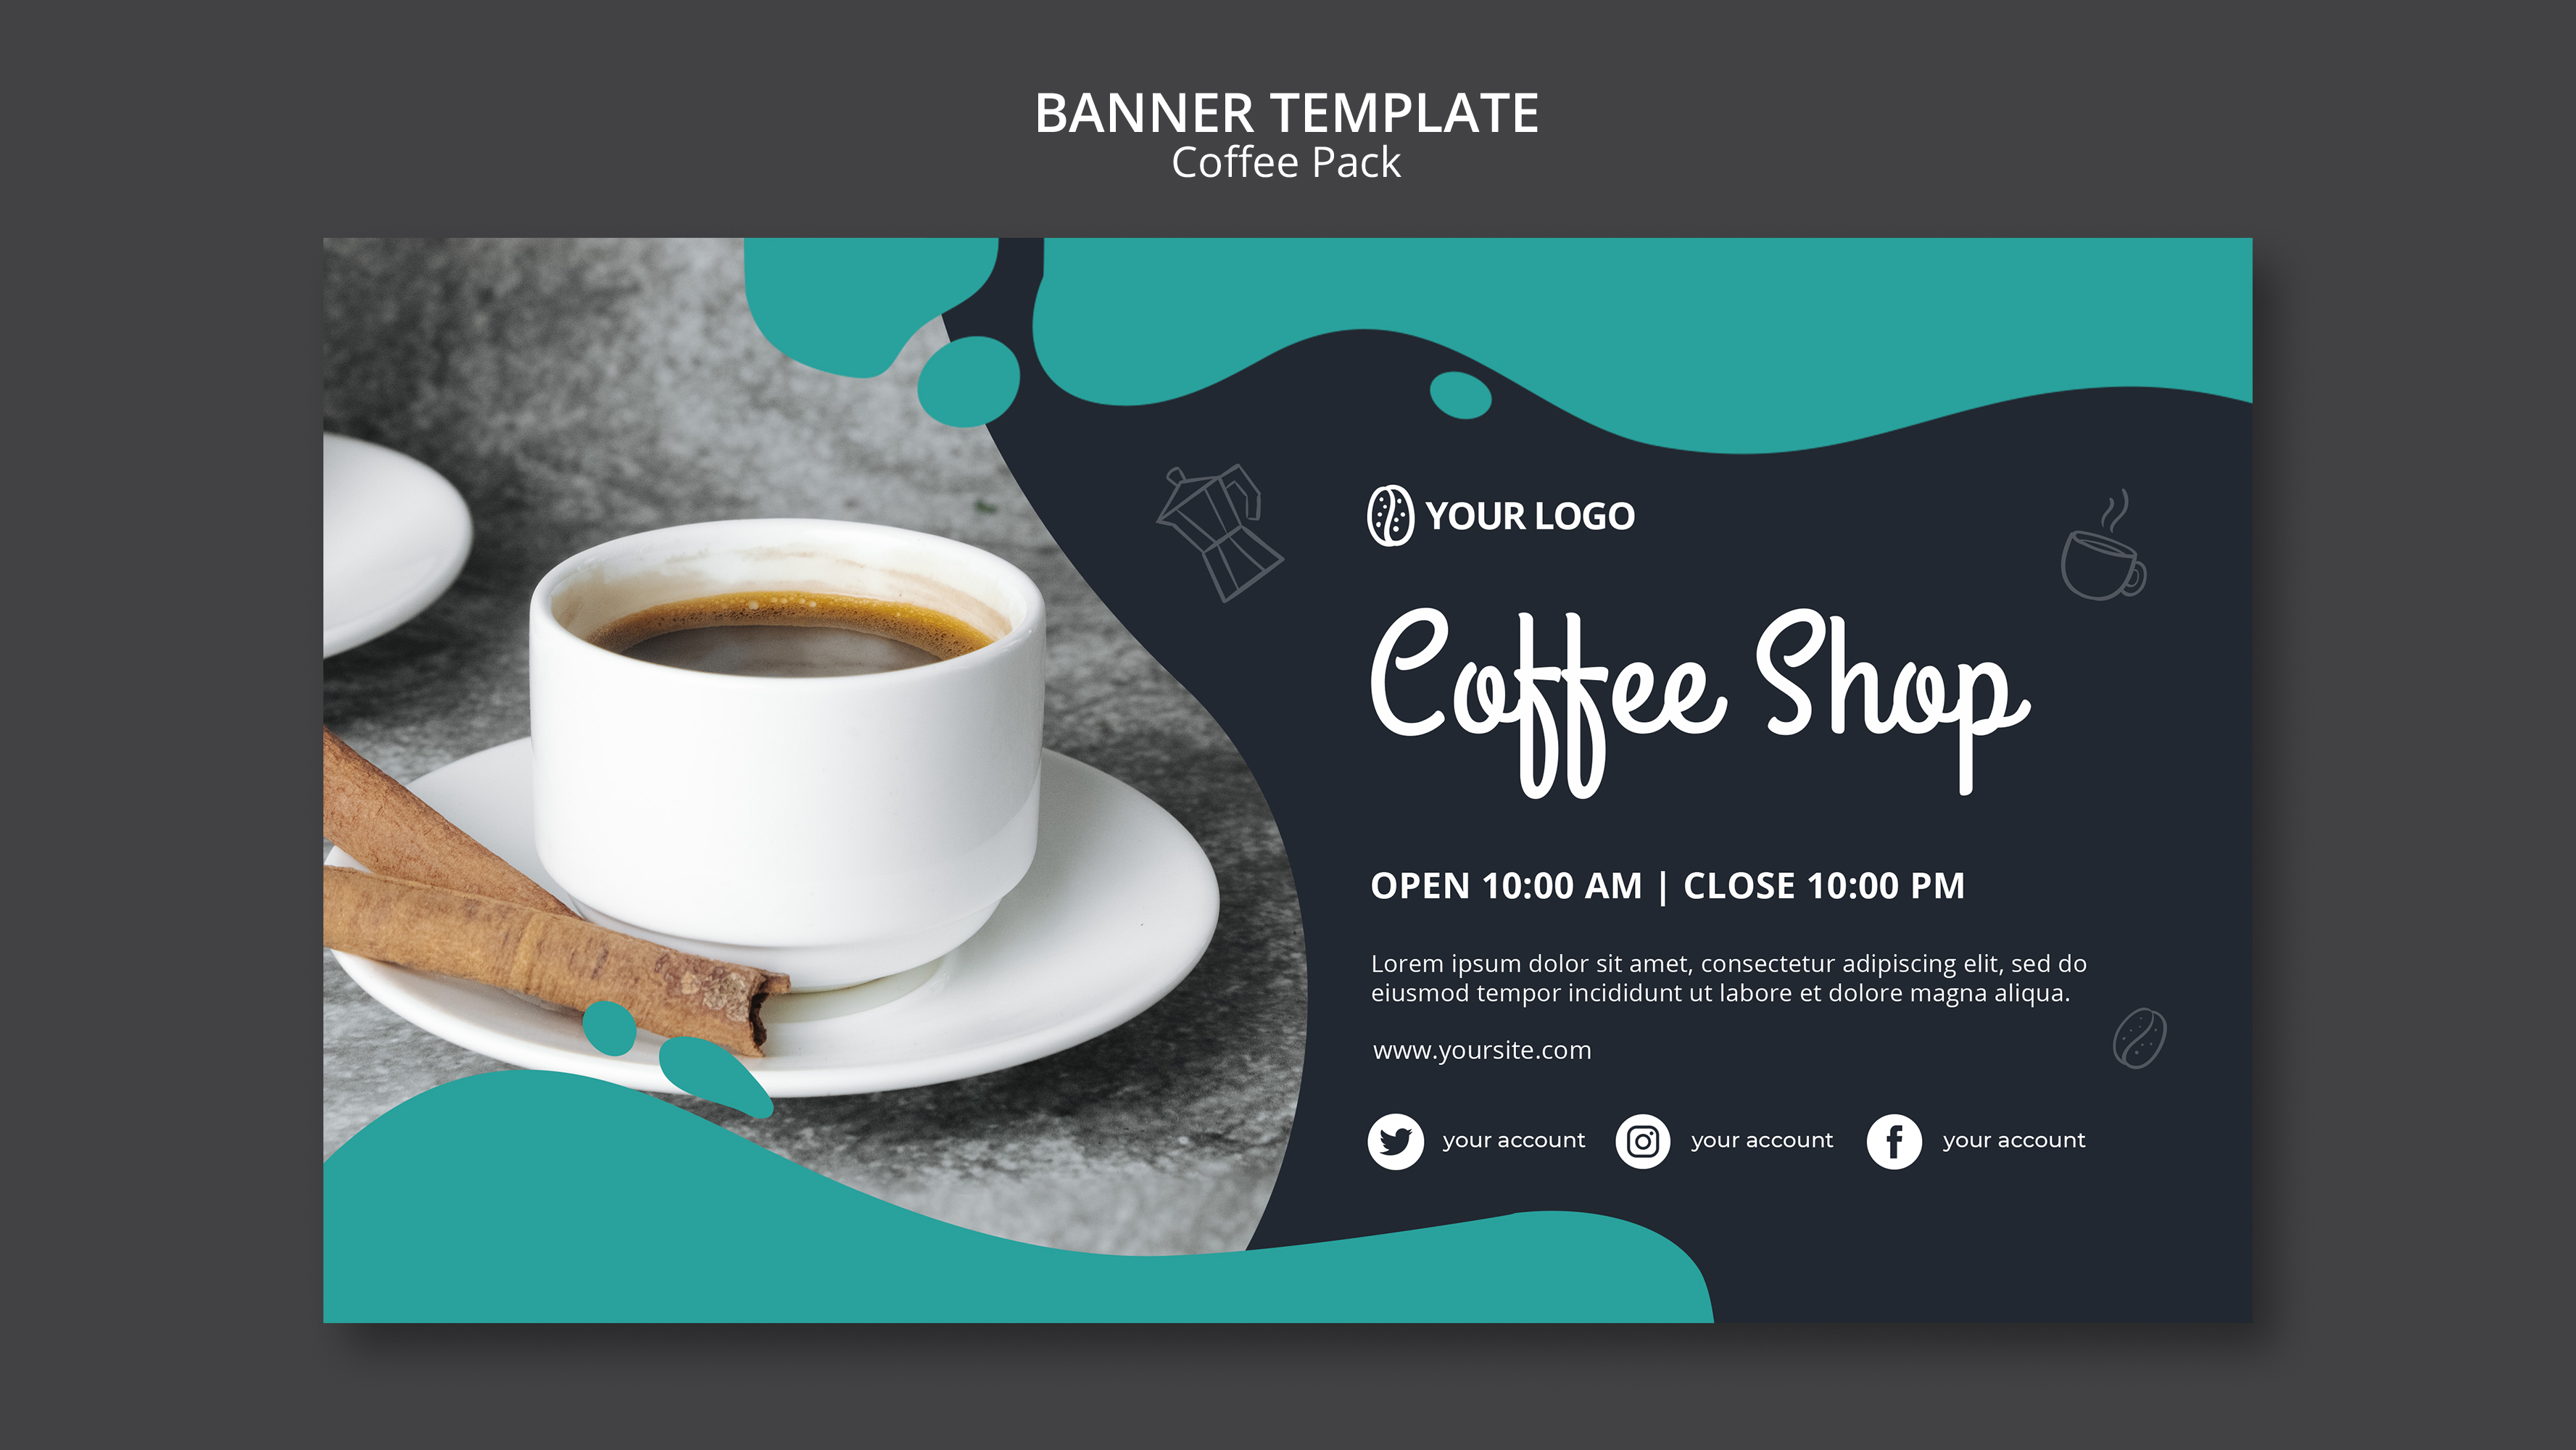 BANNER TEMPLATE
Coffee Pack
YOUR LOGO
Coffee Shop
OPEN 10:00 AM | CLOSE 10:00 PM
Lorem ipsum dolor sit amet, consectetur adipiscing elit, sed do
eiusmod tempor incididunt ut labore et dolore magna aliqua.
www.yoursite.com
your account your account your account